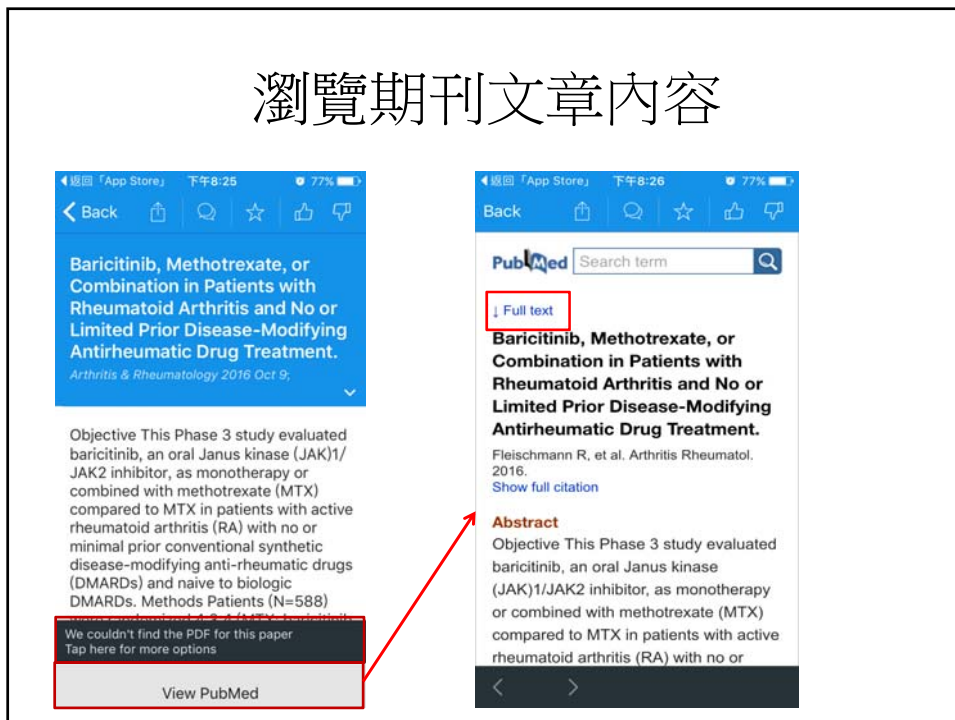 瀏覽期刊文章內容
返回「App Store」 下午8:25 77%
Back
Baricitinib, Methotrexate, or
Combination in Patients with
Rheumatoid Arthritis and No or
Limited Prior Disease-Modifying
Antirheumatic Drug Treatment.
Arthritis & Rheumatology 2016 Oct 9;
Objective This Phase 3 study evaluated
baricitinib, an oral Janus kinase (JAK)1/
JAK2 inhibitor, as monotherapy or
combined with methotrexate (MTX)
compared to MTX in patients with active
rheumatoid arthritis (RA) with no or
minimal prior conventional synthetic
disease-modifying anti-rheumatic drugs
(DMARDs) and naive to biologic
DMARDs. Methods Patients (N=588)
We couldn't find the PDF for this paper
Tap here for more options
View PubMed
返回「App Store」 下午8:26 77%
Back
PubMed Search term
↓ Full text
Baricitinib, Methotrexate, or
Combination in Patients with
Rheumatoid Arthritis and No or
Limited Prior Disease-Modifying
Antirheumatic Drug Treatment.
Fleischmann R, et al. Arthritis Rheumatol.
2016.
Show full citation
Abstract
Objective This Phase 3 study evaluated
baricitinib, an oral Janus kinase
(JAK)1/JAK2 inhibitor, as monotherapy
or combined with methotrexate (MTX)
compared to MTX in patients with active
rheumatoid arthritis (RA) with no or